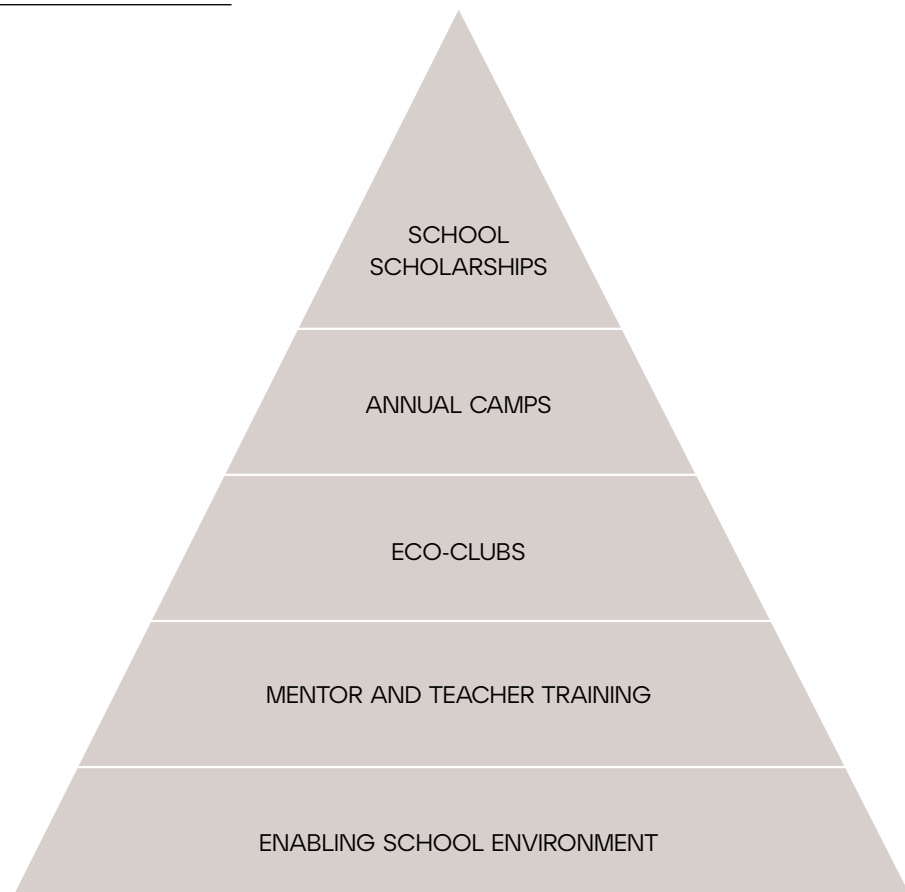 SCHOOL
SCHOLARSHIPS
ANNUAL CAMPS
ECO-CLUBS
MENTOR AND TEACHER TRAINING
ENABLING SCHOOL ENVIRONMENT